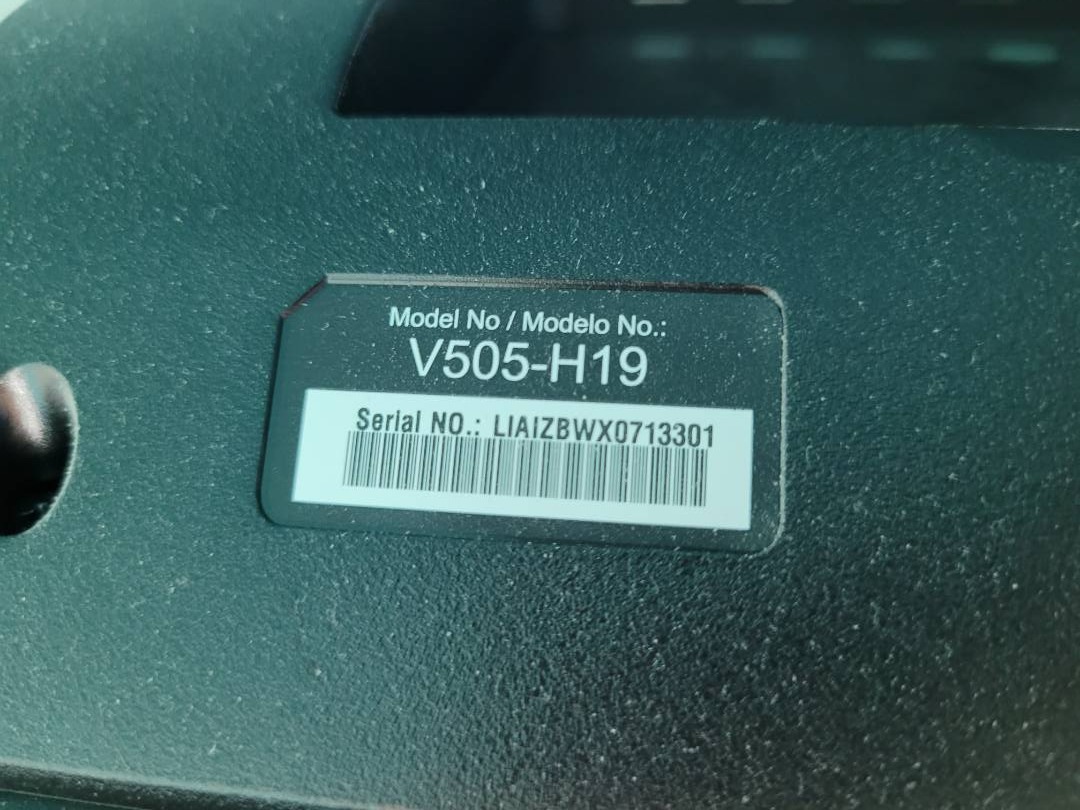 Model No / Modelo No.:
V505-H19
Serial NO.: LIAIZBWX0713301